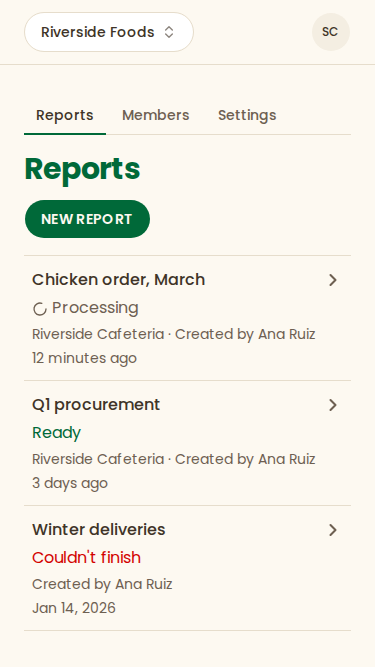 Riverside Foods
SC
Reports Members Settings
Reports
NEW REPORT
Chicken order, March
Processing
Riverside Cafeteria · Created by Ana Ruiz
12 minutes ago
Q1 procurement
Ready
Riverside Cafeteria · Created by Ana Ruiz
3 days ago
Winter deliveries
Couldn't finish
Created by Ana Ruiz
Jan 14, 2026